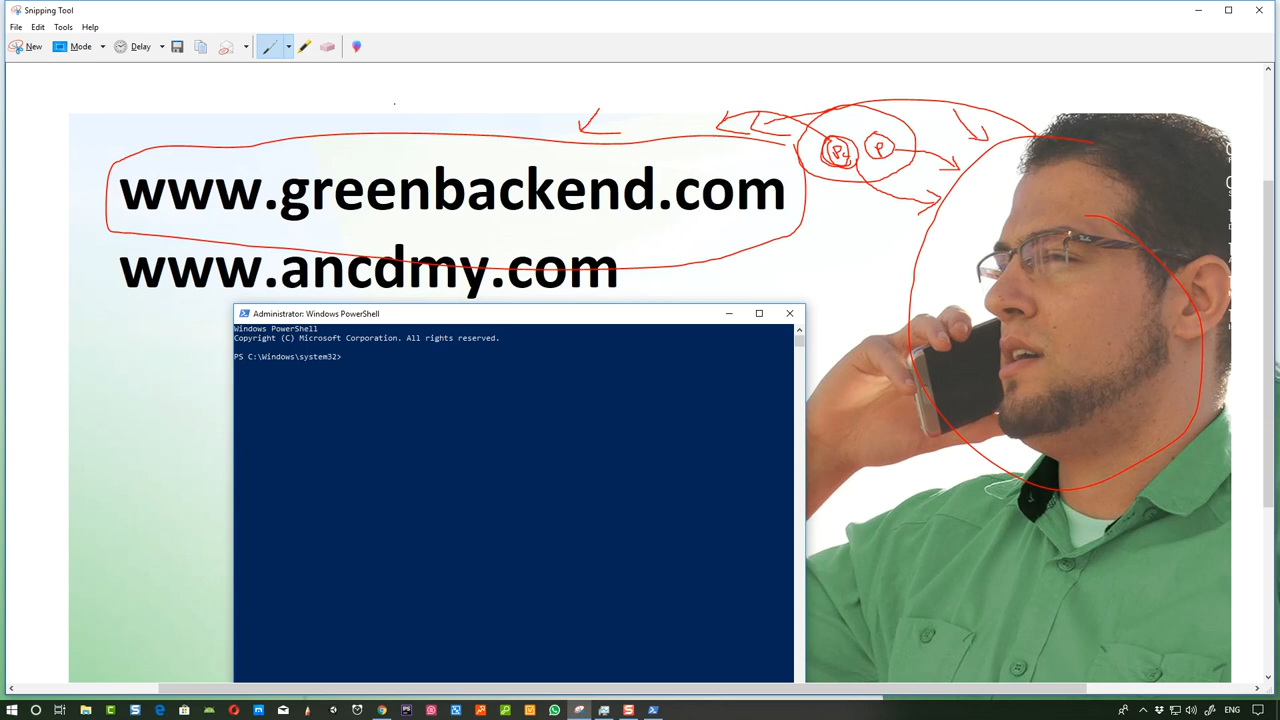 Snipping Tool
File Edit Tools Help
New Mode Delay
P P
www.greenbackend.com
www.ancdmy.com
Administrator: Windows PowerShell
Windows PowerShell
Copyright (C) Microsoft Corporation. All rights reserved.
PS C:\Windows\system32>
ENG